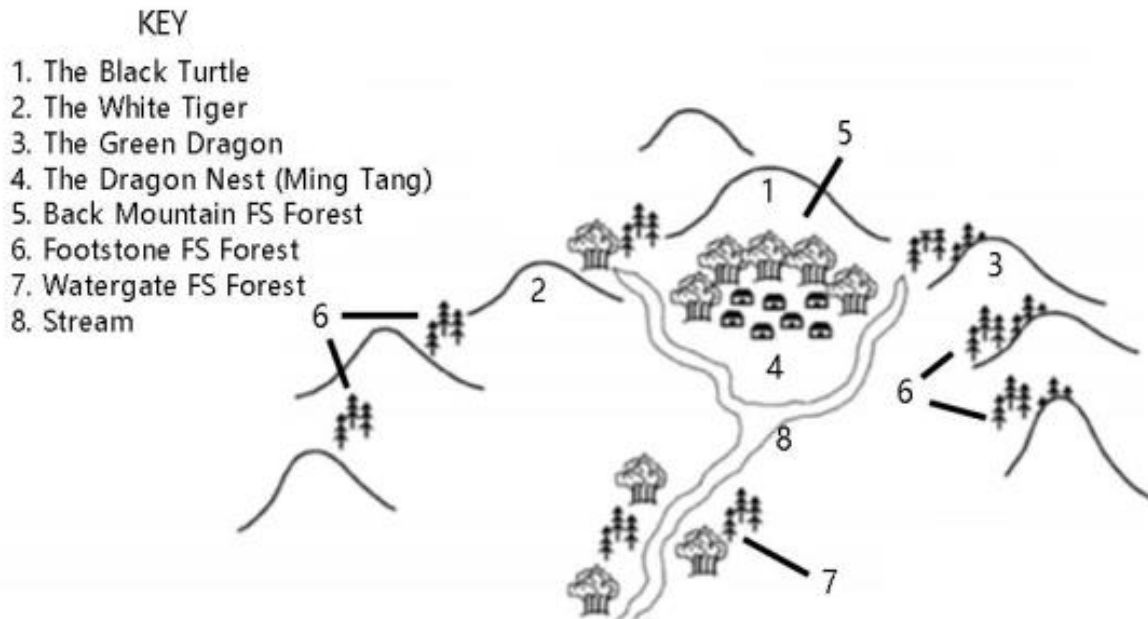 KEY
1. The Black Turtle
2. The White Tiger
3. The Green Dragon
4. The Dragon Nest (Ming Tang)
5. Back Mountain FS Forest
6. Footstone FS Forest
7. Watergate FS Forest
8. Stream
5
1
2
3
6
4
6
8
7